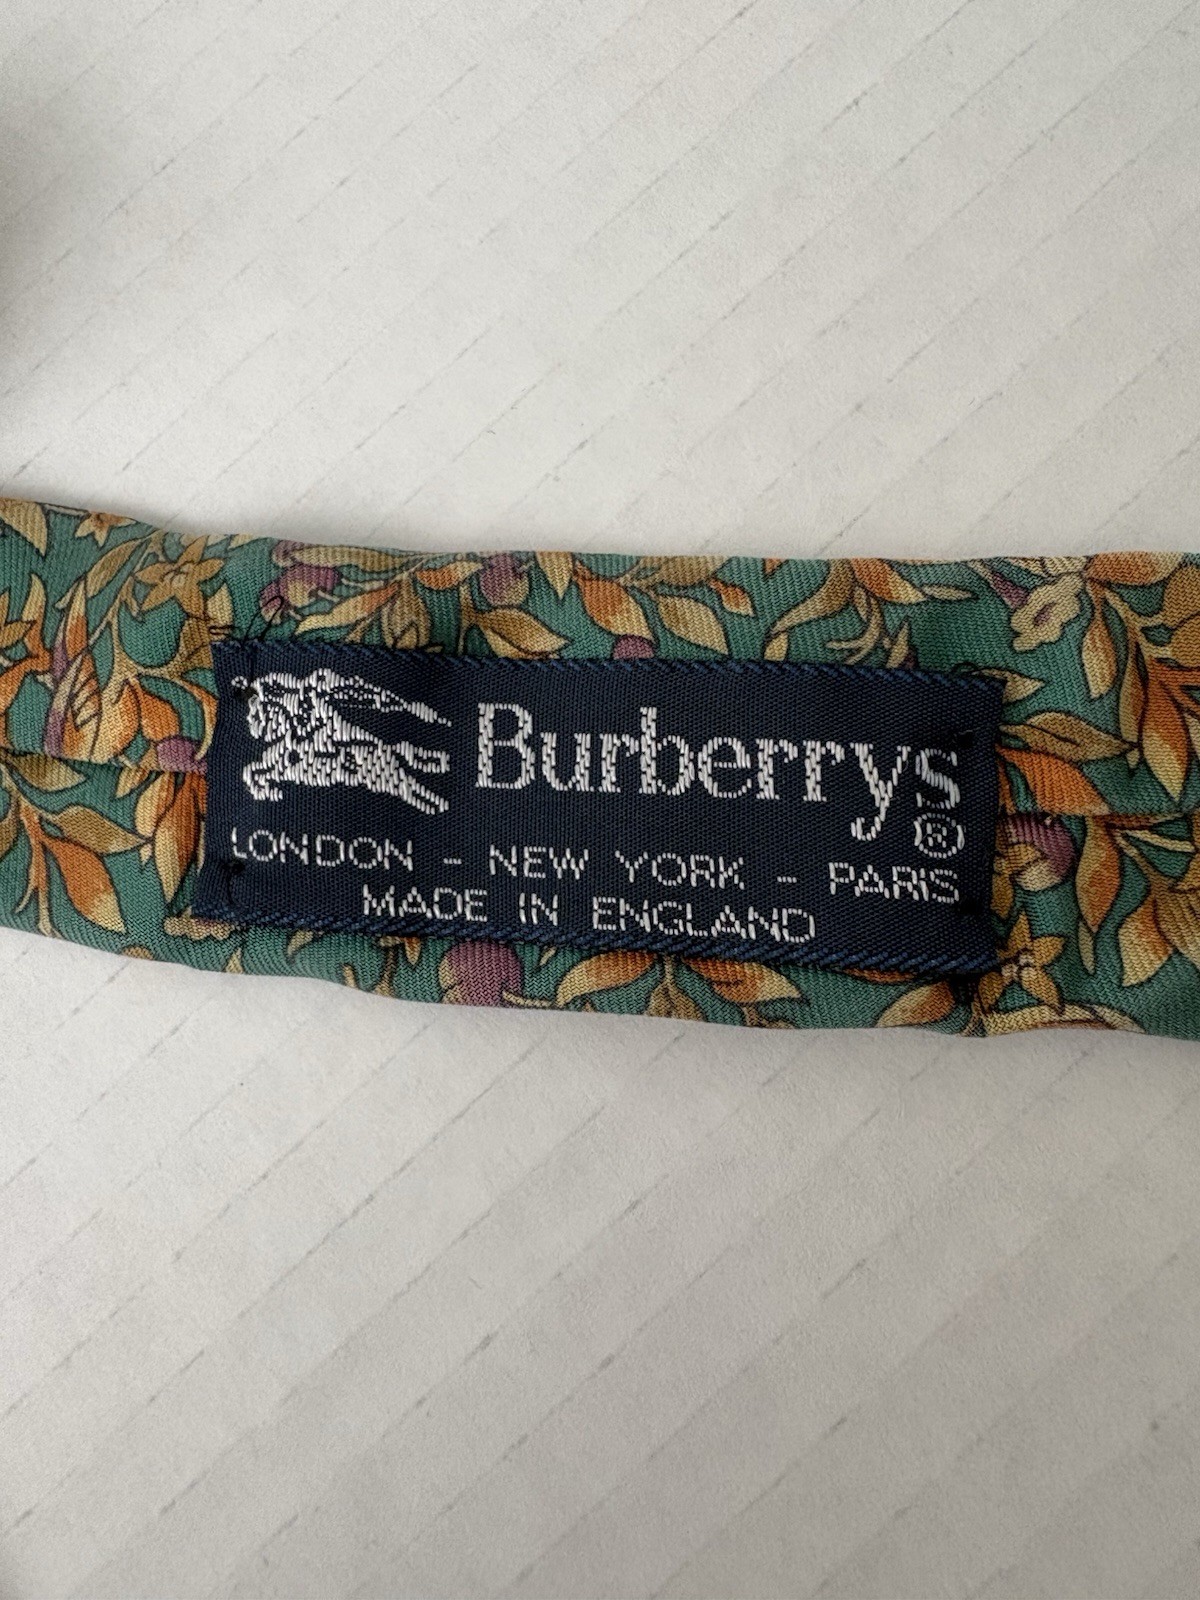 Burberrys
®
LONDON - NEW YORK - PARIS
MADE IN ENGLAND